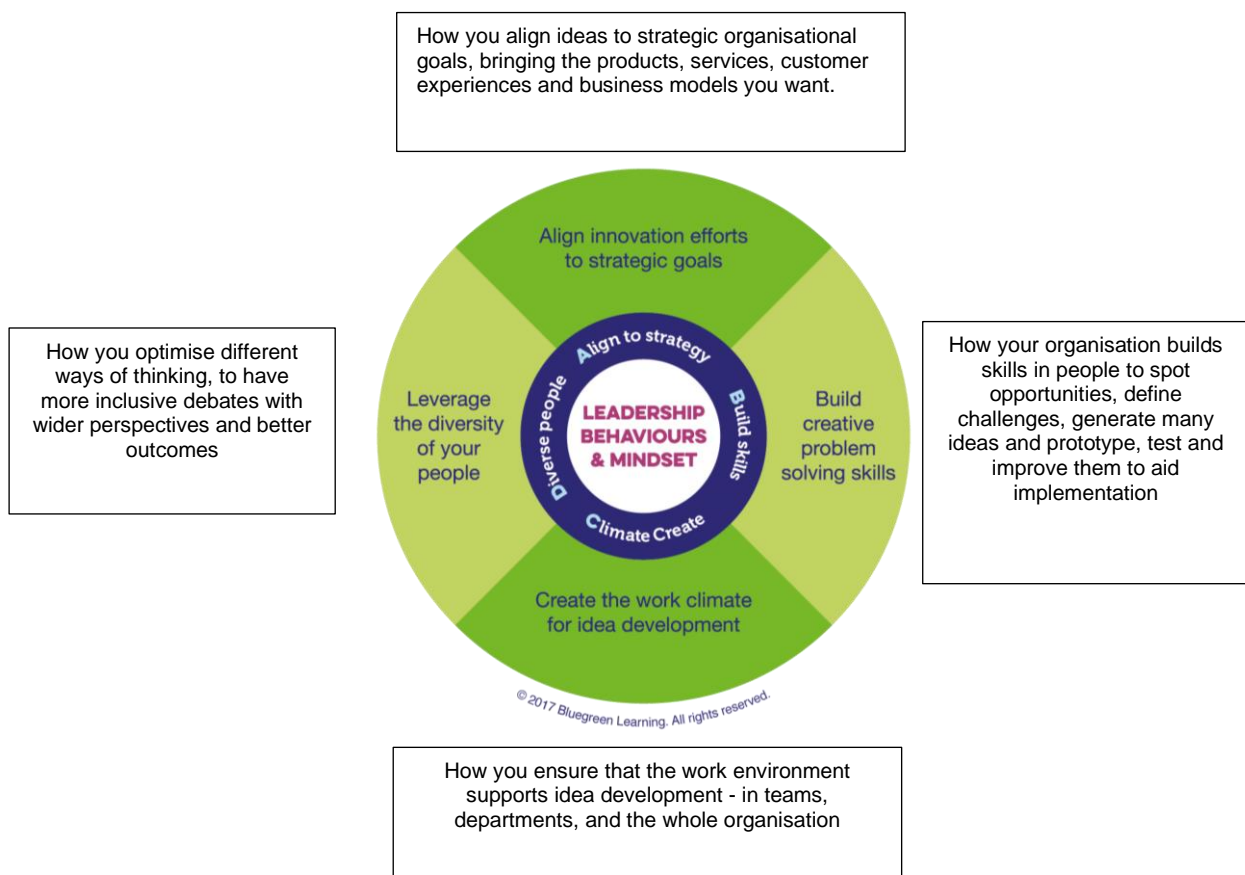 How you align ideas to strategic organisational
goals, bringing the products, services, customer
experiences and business models you want.
Align innovation efforts
to strategic goals
How you optimise different
ways of thinking, to have
more inclusive debates with
wider perspectives and better
outcomes
Leverage
the diversity
of your
people
Diverse people
Align to strategy
Build skills
Climate Create
LEADERSHIP
BEHAVIOURS
& MINDSET
Build
creative
problem
solving skills
How your organisation builds
skills in people to spot
opportunities, define
challenges, generate many
ideas and prototype, test and
improve them to aid
implementation
Create the work climate
for idea development
© 2017 Bluegreen Learning. All rights reserved.
How you ensure that the work environment
supports idea development - in teams,
departments, and the whole organisation